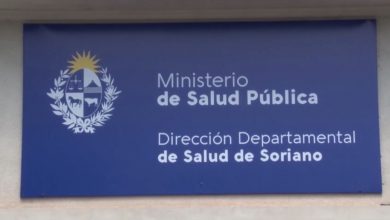 Ministerio
de Salud Pública
Dirección Departamental
de Salud de Soriano